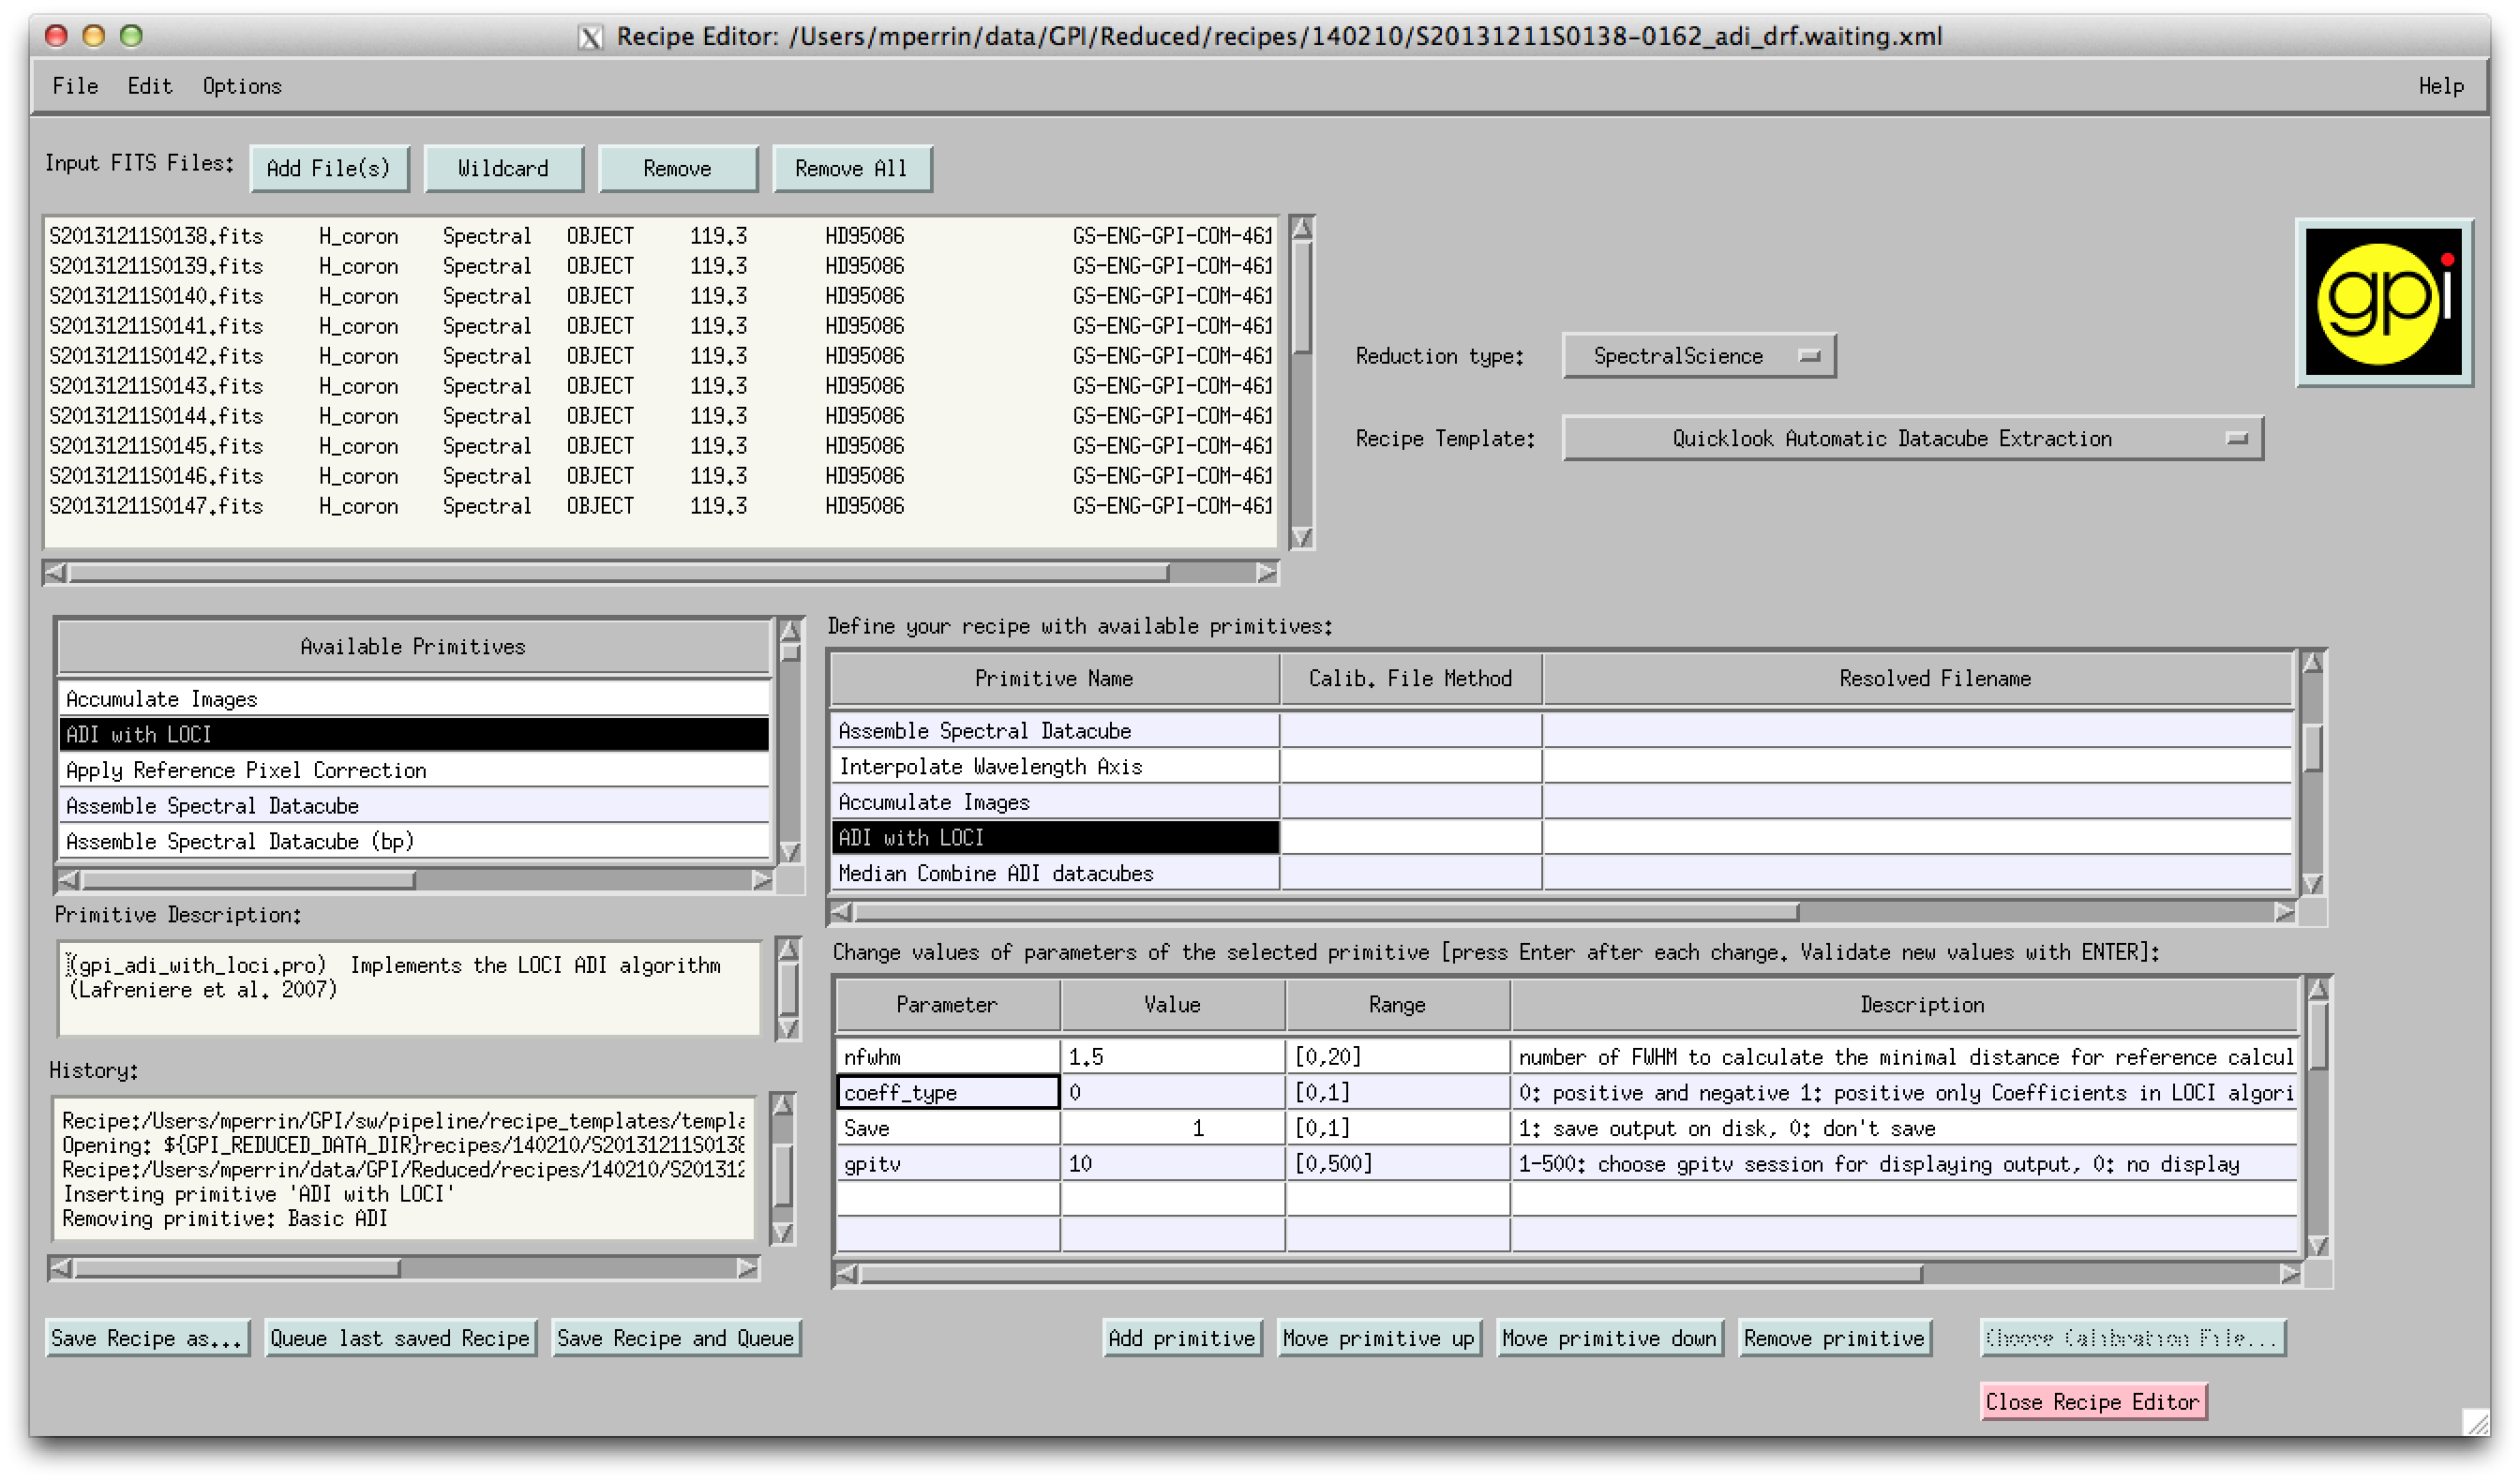 Recipe Editor: /Users/mperrin/data/GPI/Reduced/recipes/140210/S20131211S0138-0162_adi_drf.waiting.xml
File Edit Options Help
Input FITS Files: Add File(s) Wildcard Remove Remove All
S20131211S0138.fits H_coron Spectral OBJECT 119.3 HD95086 GS-ENG-GPI-COM-461
S20131211S0139.fits H_coron Spectral OBJECT 119.3 HD95086 GS-ENG-GPI-COM-461
S20131211S0140.fits H_coron Spectral OBJECT 119.3 HD95086 GS-ENG-GPI-COM-461
S20131211S0141.fits H_coron Spectral OBJECT 119.3 HD95086 GS-ENG-GPI-COM-461
S20131211S0142.fits H_coron Spectral OBJECT 119.3 HD95086 GS-ENG-GPI-COM-461
S20131211S0143.fits H_coron Spectral OBJECT 119.3 HD95086 GS-ENG-GPI-COM-461
S20131211S0144.fits H_coron Spectral OBJECT 119.3 HD95086 GS-ENG-GPI-COM-461
S20131211S0145.fits H_coron Spectral OBJECT 119.3 HD95086 GS-ENG-GPI-COM-461
S20131211S0146.fits H_coron Spectral OBJECT 119.3 HD95086 GS-ENG-GPI-COM-461
S20131211S0147.fits H_coron Spectral OBJECT 119.3 HD95086 GS-ENG-GPI-COM-461
gpi
Reduction type: SpectralScience
Recipe Template: Quicklook Automatic Datacube Extraction
Available Primitives
Accumulate Images
ADI with LOCI
Apply Reference Pixel Correction
Assemble Spectral Datacube
Assemble Spectral Datacube (bp)
Primitive Description:
(gpi_adi_with_loci.pro) Implements the LOCI ADI algorithm
(Lafreniere et al. 2007)
History:
Recipe:/Users/mperrin/GPI/sw/pipeline/recipe_templates/templa
Opening: ${GPI_REDUCED_DATA_DIR}recipes/140210/S20131211S0138
Recipe:/Users/mperrin/data/GPI/Reduced/recipes/140210/S201312
Inserting primitive 'ADI with LOCI'
Removing primitive: Basic ADI
Define your recipe with available primitives:
Primitive Name Calib. File Method Resolved Filename
Assemble Spectral Datacube
Interpolate Wavelength Axis
Accumulate Images
ADI with LOCI
Median Combine ADI datacubes
Change values of parameters of the selected primitive [press Enter after each change. Validate new values with ENTER]:
Parameter Value Range Description
nfwhm 1.5 [0,20] number of FWHM to calculate the minimal distance for reference calcul
coeff_type 0 [0,1] 0: positive and negative 1: positive only Coefficients in LOCI algori
Save 1 [0,1] 1: save output on disk, 0: don't save
gpitv 10 [0,500] 1-500: choose gpitv session for displaying output, 0: no display
Save Recipe as... Queue last saved Recipe Save Recipe and Queue Add primitive Move primitive up Move primitive down Remove primitive Choose Calibration File...
Close Recipe Editor